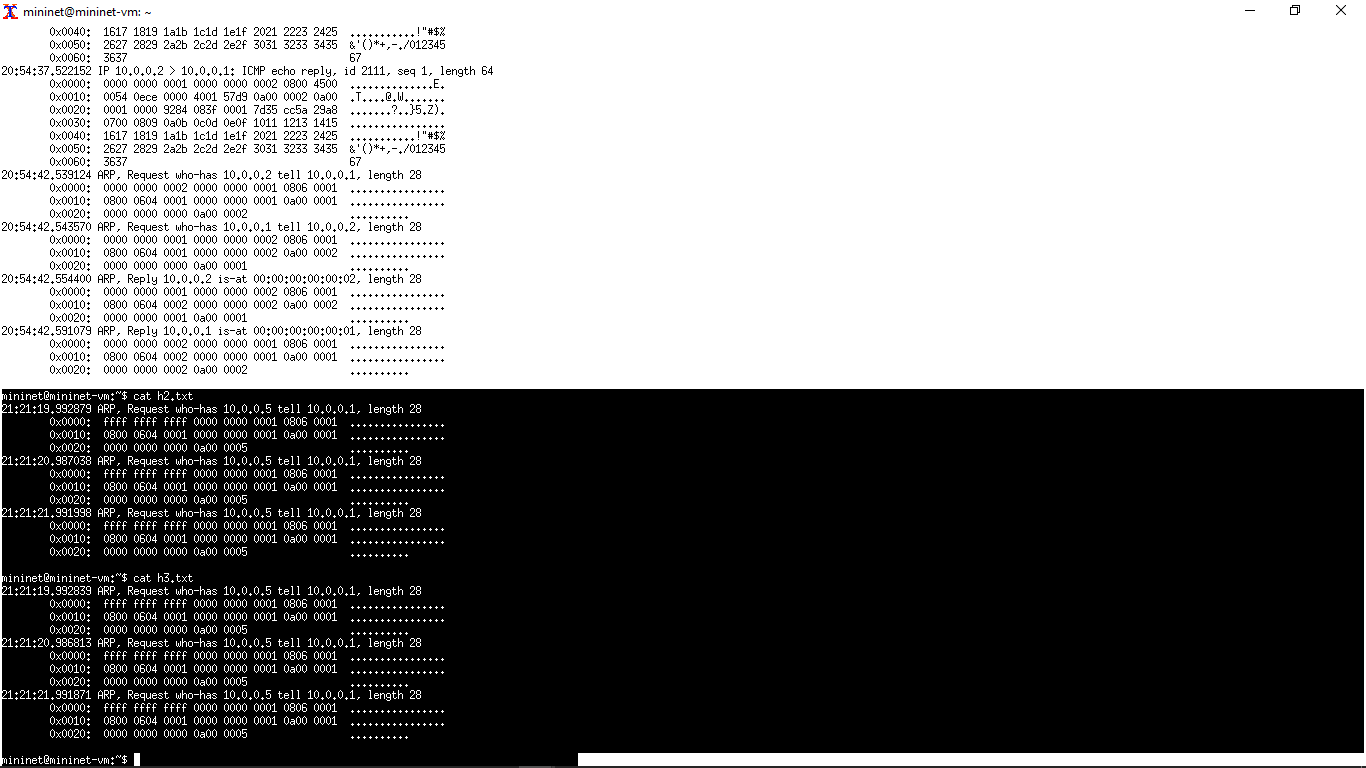 mininet@mininet-vm: ~
0x0040: 1617 1819 1a1b 1c1d 1e1f 2021 2223 2425 ...........!"#$%
0x0050: 2627 2829 2a2b 2c2d 2e2f 3031 3233 3435 &'()*+,-./012345
0x0060: 3637 67
20:54:37.522152 IP 10.0.0.2 > 10.0.0.1: ICMP echo reply, id 2111, seq 1, length 64
0x0000: 0000 0000 0001 0000 0000 0002 0800 4500 ..............E.
0x0010: 0054 0ece 0000 4001 57d9 0a00 0002 0a00 .T....@.W.......
0x0020: 0001 0000 9284 083f 0001 7d35 cc5a 29a8 .......?..}5.Z).
0x0030: 0700 0809 0a0b 0c0d 0e0f 1011 1213 1415 ................
0x0040: 1617 1819 1a1b 1c1d 1e1f 2021 2223 2425 ...........!"#$%
0x0050: 2627 2829 2a2b 2c2d 2e2f 3031 3233 3435 &'()*+,-./012345
0x0060: 3637 67
20:54:42.539124 ARP, Request who-has 10.0.0.2 tell 10.0.0.1, length 28
0x0000: 0000 0000 0002 0000 0000 0001 0806 0001 ................
0x0010: 0800 0604 0001 0000 0000 0001 0a00 0001 ................
0x0020: 0000 0000 0000 0a00 0002 ..........
20:54:42.543570 ARP, Request who-has 10.0.0.1 tell 10.0.0.2, length 28
0x0000: 0000 0000 0001 0000 0000 0002 0806 0001 ................
0x0010: 0800 0604 0001 0000 0000 0002 0a00 0002 ................
0x0020: 0000 0000 0000 0a00 0001 ..........
20:54:42.554400 ARP, Reply 10.0.0.2 is-at 00:00:00:00:00:02, length 28
0x0000: 0000 0000 0001 0000 0000 0002 0806 0001 ................
0x0010: 0800 0604 0002 0000 0000 0002 0a00 0002 ................
0x0020: 0000 0000 0001 0a00 0001 ..........
20:54:42.591079 ARP, Reply 10.0.0.1 is-at 00:00:00:00:00:01, length 28
0x0000: 0000 0000 0002 0000 0000 0001 0806 0001 ................
0x0010: 0800 0604 0002 0000 0000 0001 0a00 0001 ................
0x0020: 0000 0000 0002 0a00 0002 ..........
mininet@mininet-vm:~$ cat h2.txt
21:21:19.992879 ARP, Request who-has 10.0.0.5 tell 10.0.0.1, length 28
0x0000: ffff ffff ffff 0000 0000 0001 0806 0001 ................
0x0010: 0800 0604 0001 0000 0000 0001 0a00 0001 ................
0x0020: 0000 0000 0000 0a00 0005 ..........
21:21:20.987038 ARP, Request who-has 10.0.0.5 tell 10.0.0.1, length 28
0x0000: ffff ffff ffff 0000 0000 0001 0806 0001 ................
0x0010: 0800 0604 0001 0000 0000 0001 0a00 0001 ................
0x0020: 0000 0000 0000 0a00 0005 ..........
21:21:21.991998 ARP, Request who-has 10.0.0.5 tell 10.0.0.1, length 28
0x0000: ffff ffff ffff 0000 0000 0001 0806 0001 ................
0x0010: 0800 0604 0001 0000 0000 0001 0a00 0001 ................
0x0020: 0000 0000 0000 0a00 0005 ..........
mininet@mininet-vm:~$ cat h3.txt
21:21:19.992839 ARP, Request who-has 10.0.0.5 tell 10.0.0.1, length 28
0x0000: ffff ffff ffff 0000 0000 0001 0806 0001 ................
0x0010: 0800 0604 0001 0000 0000 0001 0a00 0001 ................
0x0020: 0000 0000 0000 0a00 0005 ..........
21:21:20.986813 ARP, Request who-has 10.0.0.5 tell 10.0.0.1, length 28
0x0000: ffff ffff ffff 0000 0000 0001 0806 0001 ................
0x0010: 0800 0604 0001 0000 0000 0001 0a00 0001 ................
0x0020: 0000 0000 0000 0a00 0005 ..........
21:21:21.991871 ARP, Request who-has 10.0.0.5 tell 10.0.0.1, length 28
0x0000: ffff ffff ffff 0000 0000 0001 0806 0001 ................
0x0010: 0800 0604 0001 0000 0000 0001 0a00 0001 ................
0x0020: 0000 0000 0000 0a00 0005 ..........
mininet@mininet-vm:~$